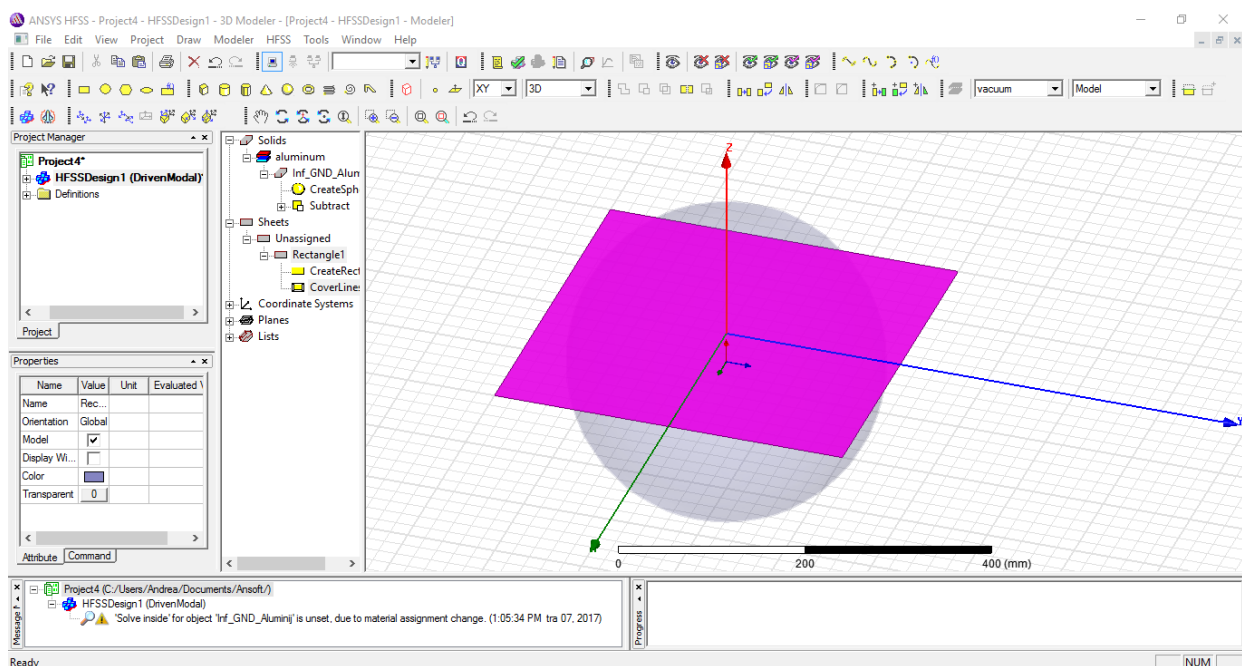 ANSYS HFSS - Project4 - HFSSDesign1 - 3D Modeler - [Project4 - HFSSDesign1 - Modeler]
File Edit View Project Draw Modeler HFSS Tools Window Help
XY 3D vacuum Model
Project Manager
Project4*
HFSSDesign1 (DrivenModal)*
Definitions
Project
Properties
Name Value Unit Evaluated V
Name Rec...
Orientation Global
Model
Display Wi...
Color
Transparent 0
Attribute Command
Solids
aluminum
Inf_GND_Alum
CreateSph
Subtract
Sheets
Unassigned
Rectangle1
CreateRect
CoverLines
Coordinate Systems
Planes
Lists
Z
Y
0 200 400 (mm)
Project4 (C:/Users/Andrea/Documents/Ansoft/)
HFSSDesign1 (DrivenModal)
'Solve inside' for object 'Inf_GND_Aluminij' is unset, due to material assignment change. (1:05:34 PM tra 07, 2017)
Progress
Ready
NUM